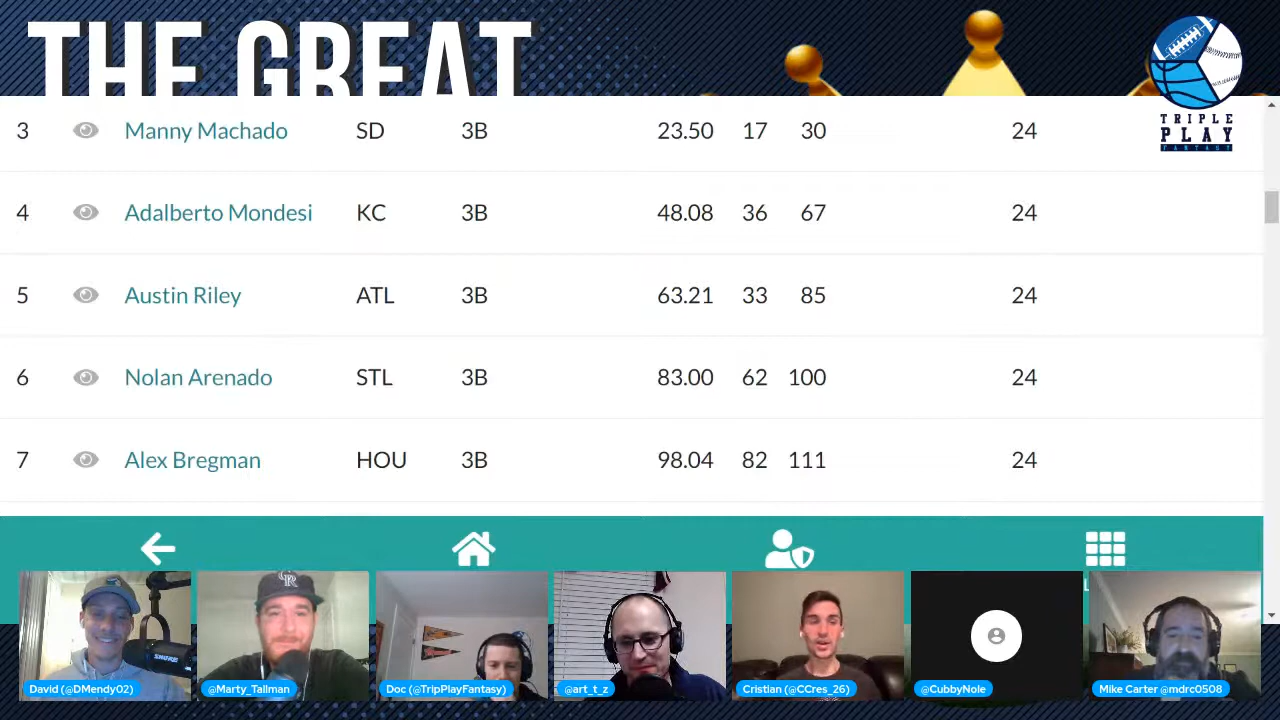 THE GREAT
TRIPLE
PLAY
FANTASY
3 Manny Machado SD 3B 23.50 17 30 24
4 Adalberto Mondesi KC 3B 48.08 36 67 24
5 Austin Riley ATL 3B 63.21 33 85 24
6 Nolan Arenado STL 3B 83.00 62 100 24
7 Alex Bregman HOU 3B 98.04 82 111 24
David (@DMendy02) @Marty_Tallman Doc (@TripPlayFantasy) @art_t_z Cristian (@CCres_26) @CubbyNole Mike Carter @mdrc0508